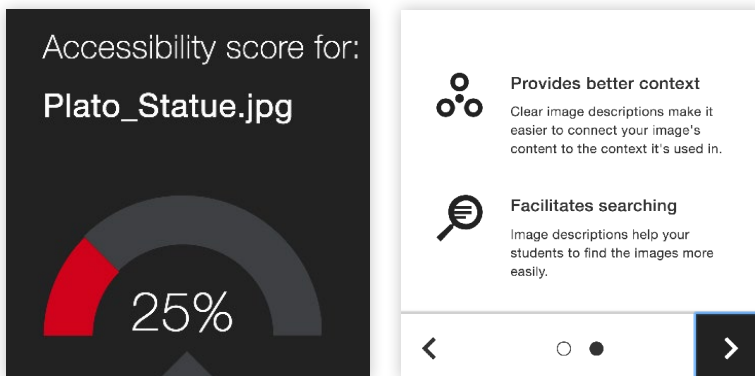 Accessibility score for:
Plato_Statue.jpg
25%
Provides better context
Clear image descriptions make it
easier to connect your image's
content to the context it's used in.
Facilitates searching
Image descriptions help your
students to find the images more
easily.